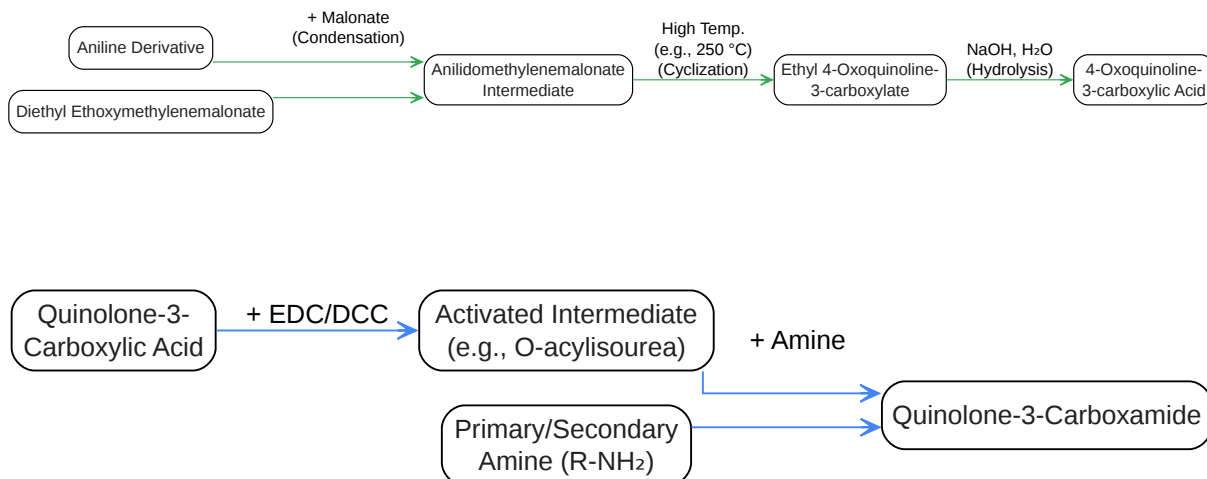 Aniline Derivative
+ Malonate
(Condensation)
Diethyl Ethoxymethylenemalonate
Anilidomethylenemalonate
Intermediate
High Temp.
(e.g., 250 °C)
(Cyclization)
Ethyl 4-Oxoquinoline-
3-carboxylate
NaOH, H₂O
(Hydrolysis)
4-Oxoquinoline-
3-carboxylic Acid
Quinolone-3-
Carboxylic Acid
+ EDC/DCC
Activated Intermediate
(e.g., O-acylisourea)
+ Amine
Primary/Secondary
Amine (R-NH₂)
Quinolone-3-Carboxamide